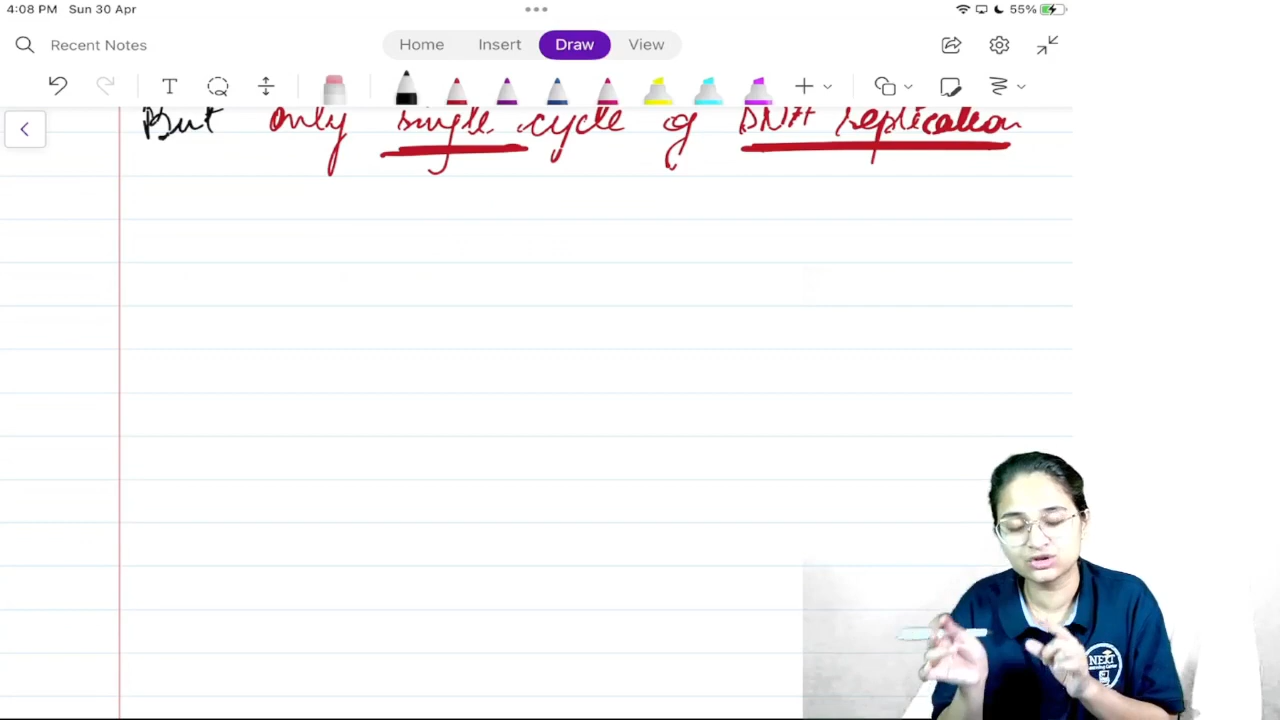 4:08 PM Sun 30 Apr
55%
Recent Notes
Home Insert Draw View
But only single cycle of DNA replication
NEXT